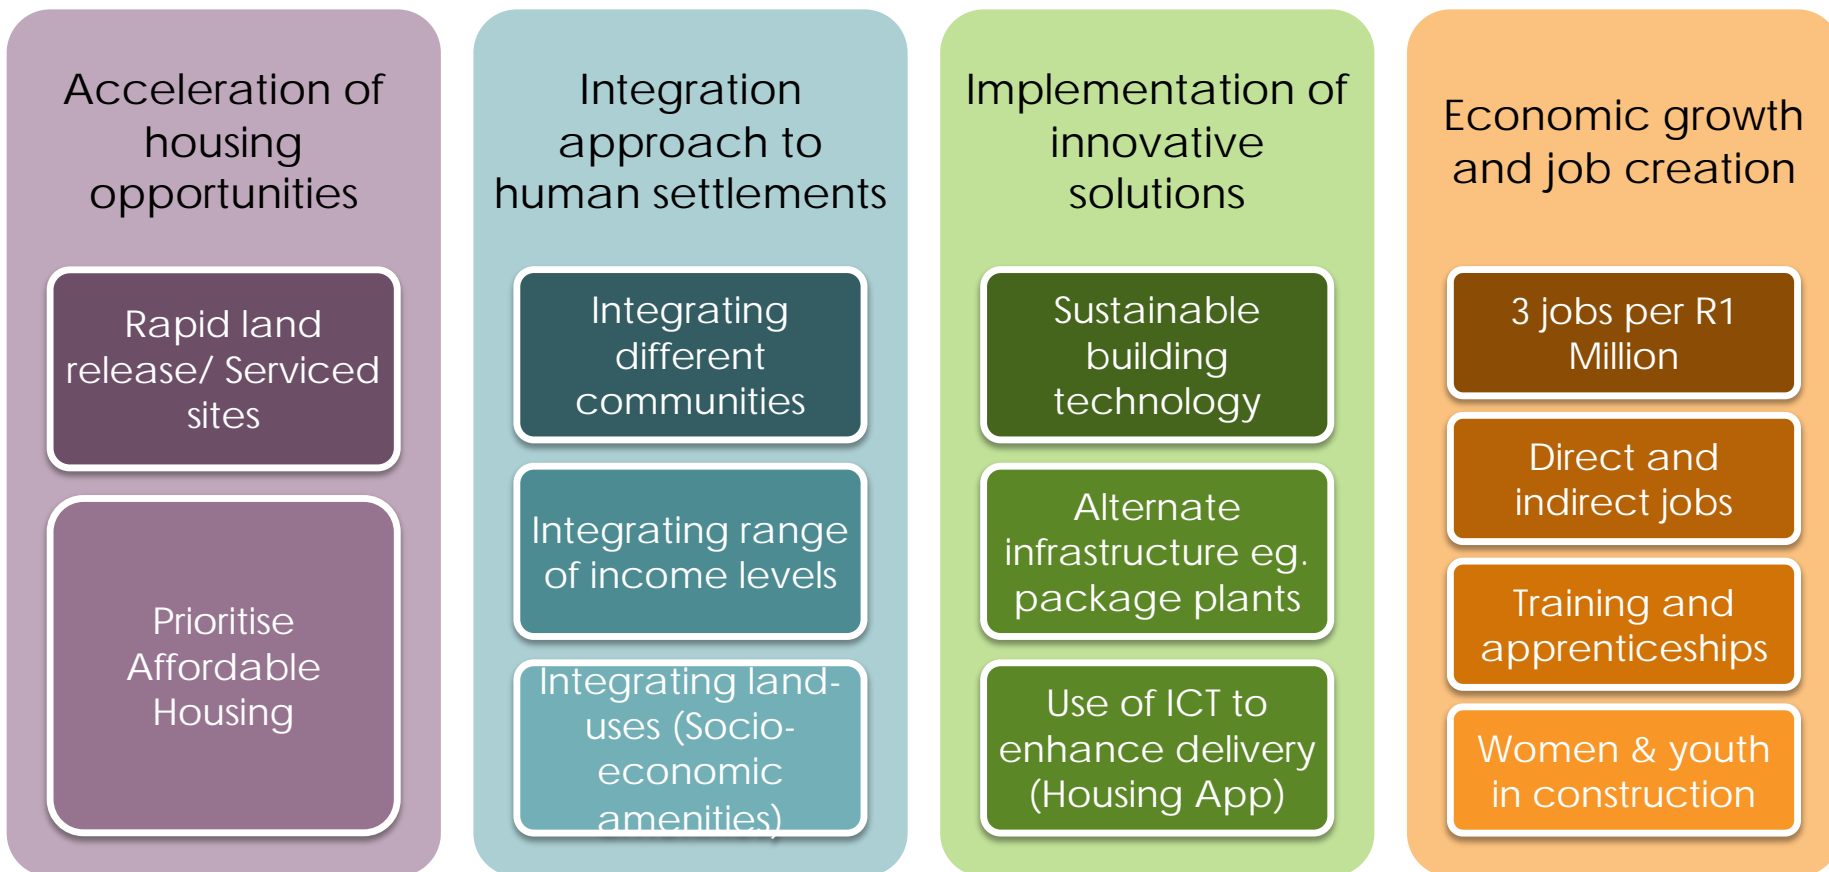 Acceleration of
housing
opportunities
Rapid land
release/ Serviced
sites
Prioritise
Affordable
Housing
Integration
approach to
human settlements
Integrating
different
communities
Integrating range
of income levels
Integrating land-
uses (Socio-
economic
amenities)
Implementation of
innovative
solutions
Sustainable
building
technology
Alternate
infrastructure eg.
package plants
Use of ICT to
enhance delivery
(Housing App)
Economic growth
and job creation
3 jobs per R1
Million
Direct and
indirect jobs
Training and
apprenticeships
Women & youth
in construction